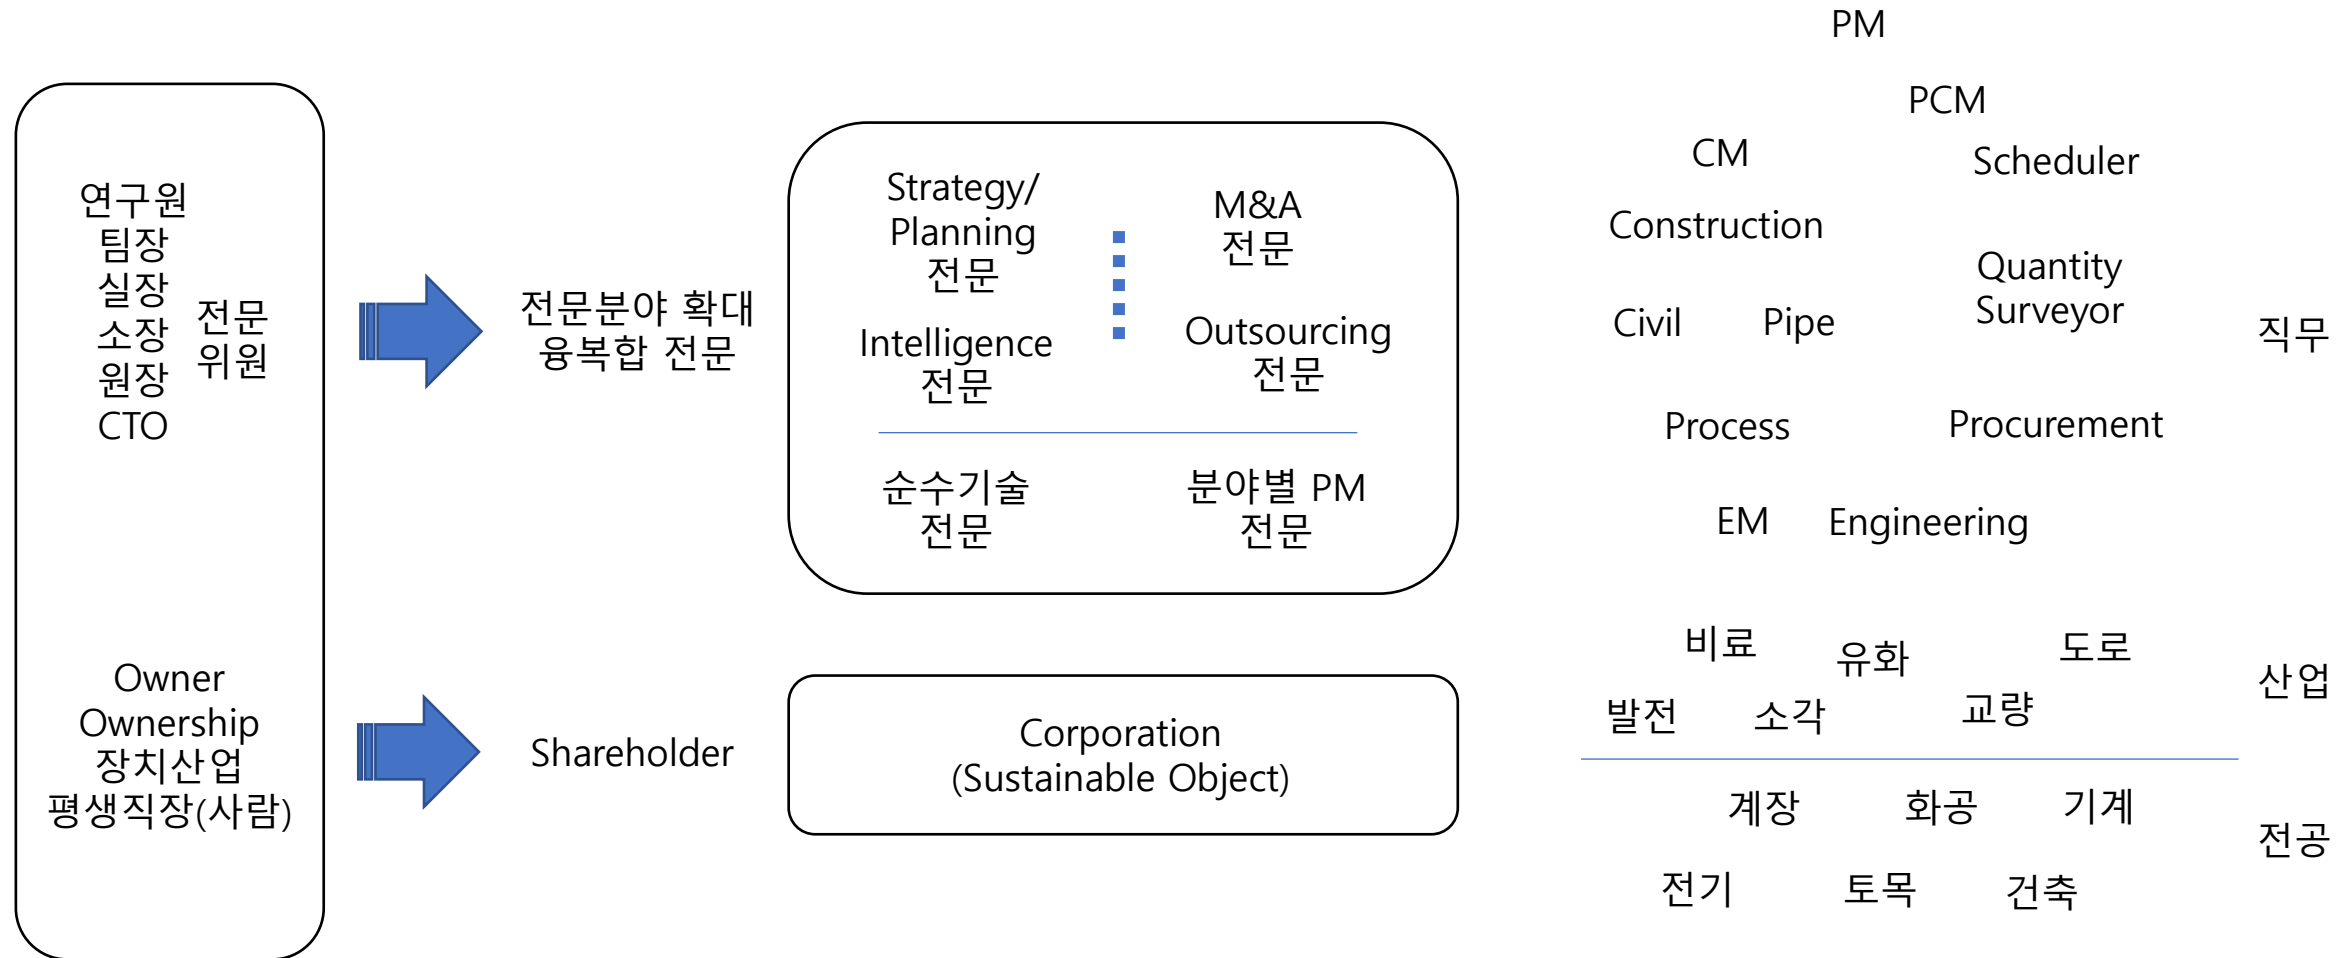 연구원
팀장
실장
소장
원장
CTO
전문
위원
Owner
Ownership
장치산업
평생직장(사람)
전문분야 확대
융복합 전문
Shareholder
Strategy/
Planning
전문
M&A
전문
Intelligence
전문
Outsourcing
전문
순수기술
전문
분야별 PM
전문
Corporation
(Sustainable Object)
PM
PCM
CM
Scheduler
Construction
Quantity
Surveyor
Civil
Pipe
직무
Process
Procurement
EM
Engineering
비료
유화
도로
산업
발전
소각
교량
계장
화공
기계
전공
전기
토목
건축